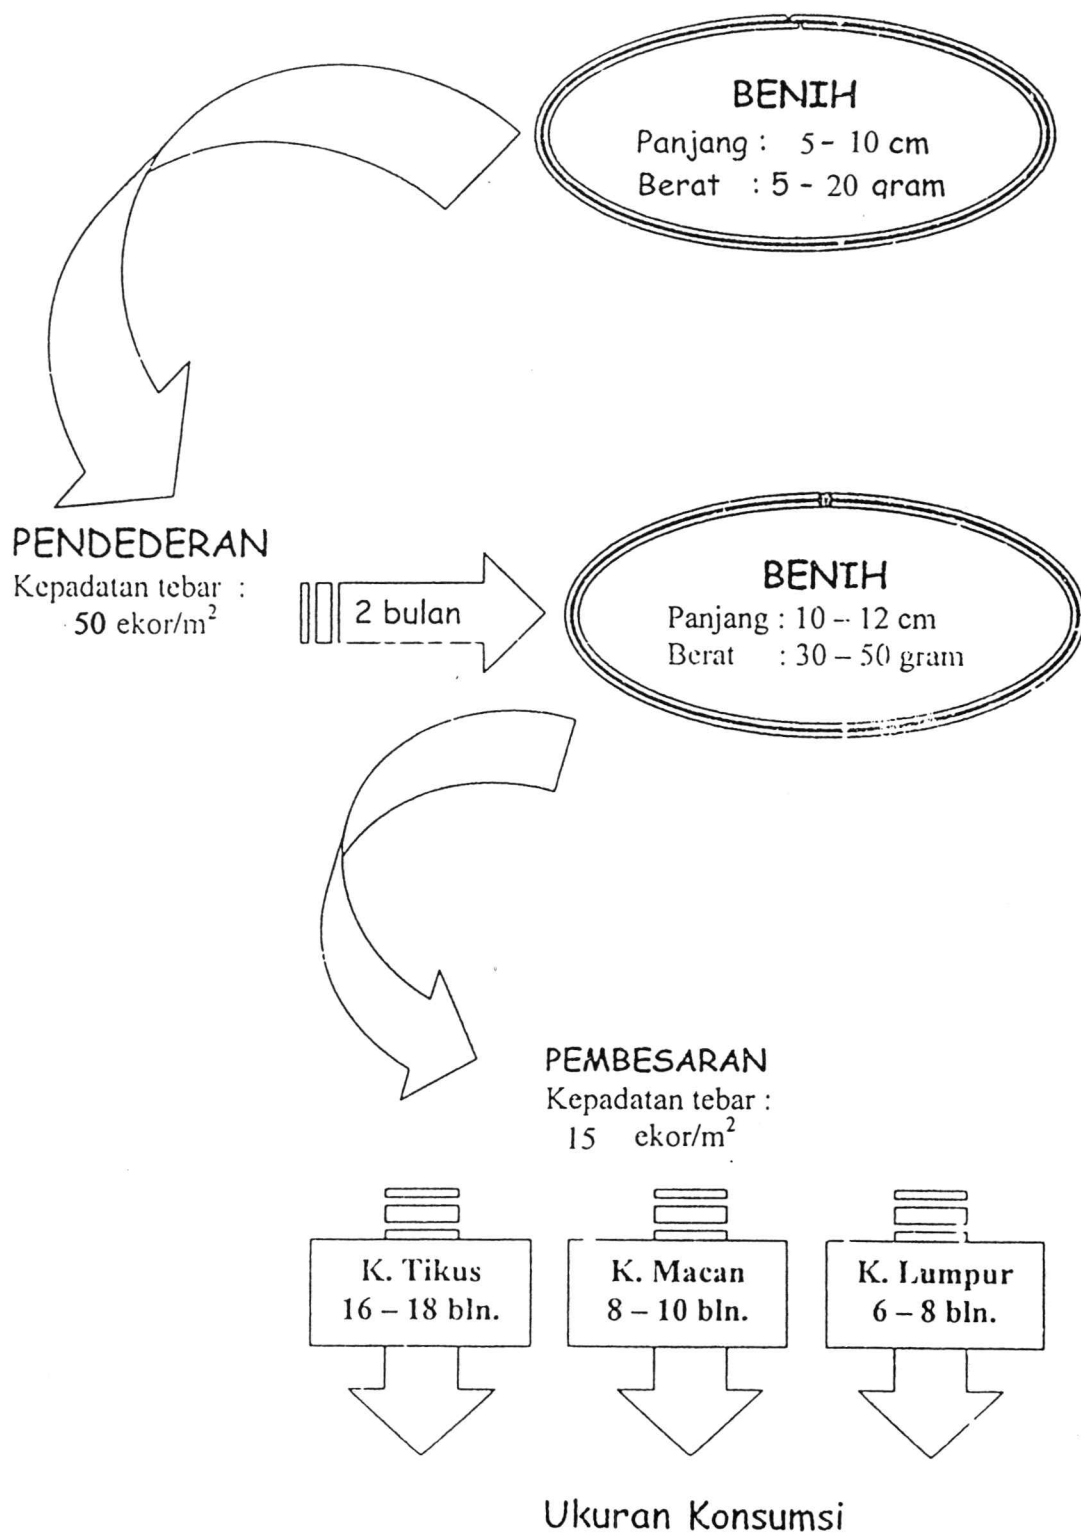 BENIH
Panjang : 5 - 10 cm
Berat : 5 - 20 gram
PENDEDERAN
Kepadatan tebar :
50 ekor/m²
2 bulan
BENIH
Panjang : 10 – 12 cm
Berat : 30 – 50 gram
PEMBESARAN
Kepadatan tebar :
15 ekor/m²
K. Tikus
16 – 18 bln.
K. Macan
8 – 10 bln.
K. Lumpur
6 – 8 bln.
Ukuran Konsumsi